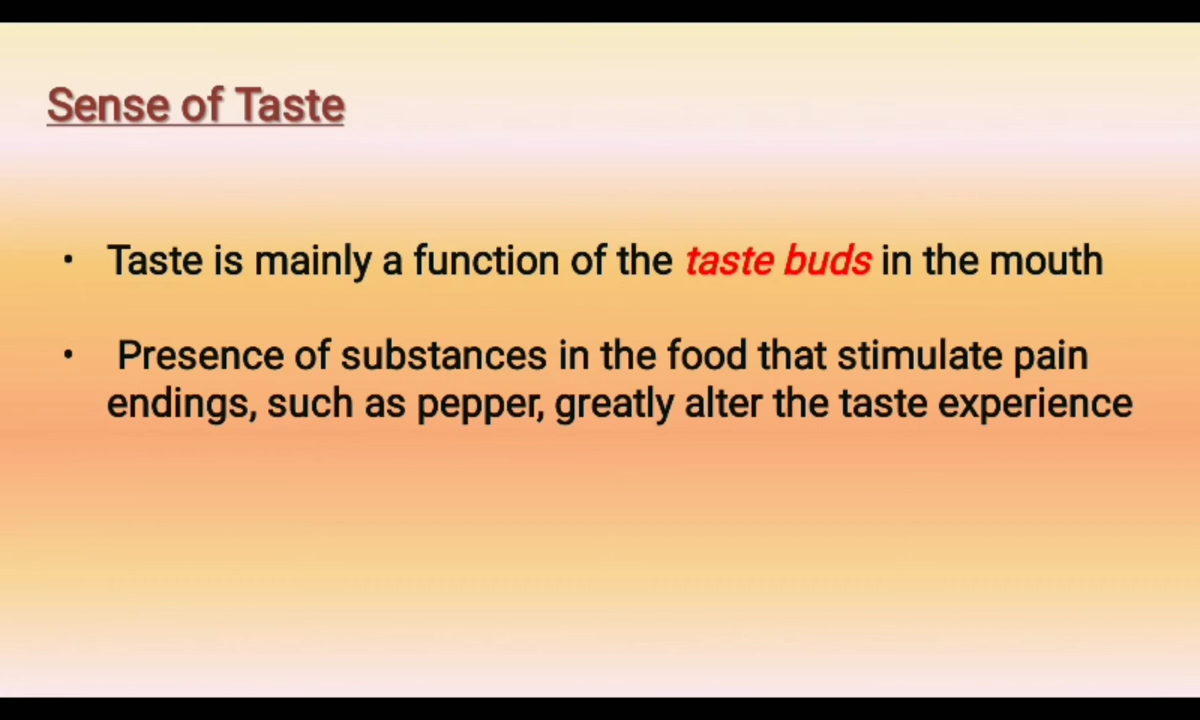 Sense of Taste
• Taste is mainly a function of the taste buds in the mouth
• Presence of substances in the food that stimulate pain
endings, such as pepper, greatly alter the taste experience